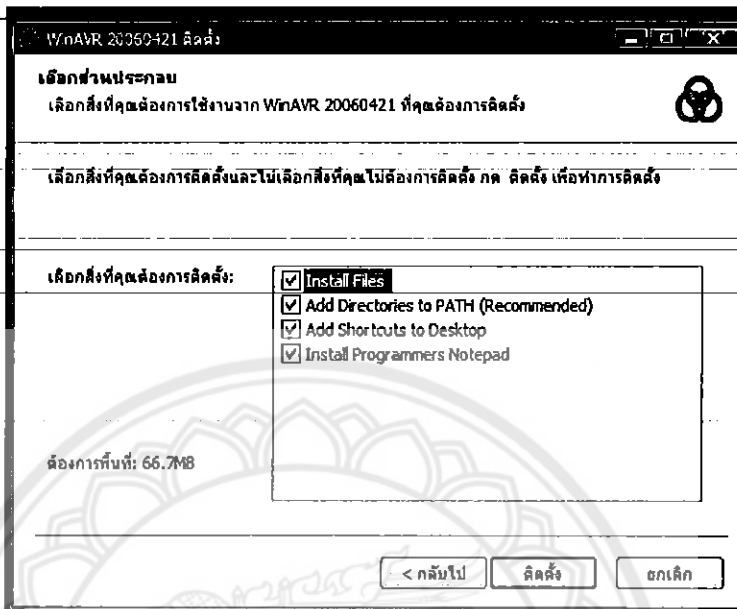 WinAVR 20060421 ติดตั้ง
เลือกส่วนประกอบ
เลือกสิ่งที่คุณต้องการใช้งานจาก WinAVR 20060421 ที่คุณต้องการติดตั้ง
เลือกสิ่งที่คุณต้องการติดตั้งและไม่เลือกสิ่งที่คุณไม่ต้องการติดตั้ง กด ติดตั้ง เพื่อทำการติดตั้ง
เลือกสิ่งที่คุณต้องการติดตั้ง:
Install Files
Add Directories to PATH (Recommended)
Add Shortcuts to Desktop
Install Programmers Notepad
ต้องการพื้นที่: 66.7MB
< กลับไป
ติดตั้ง
ยกเลิก